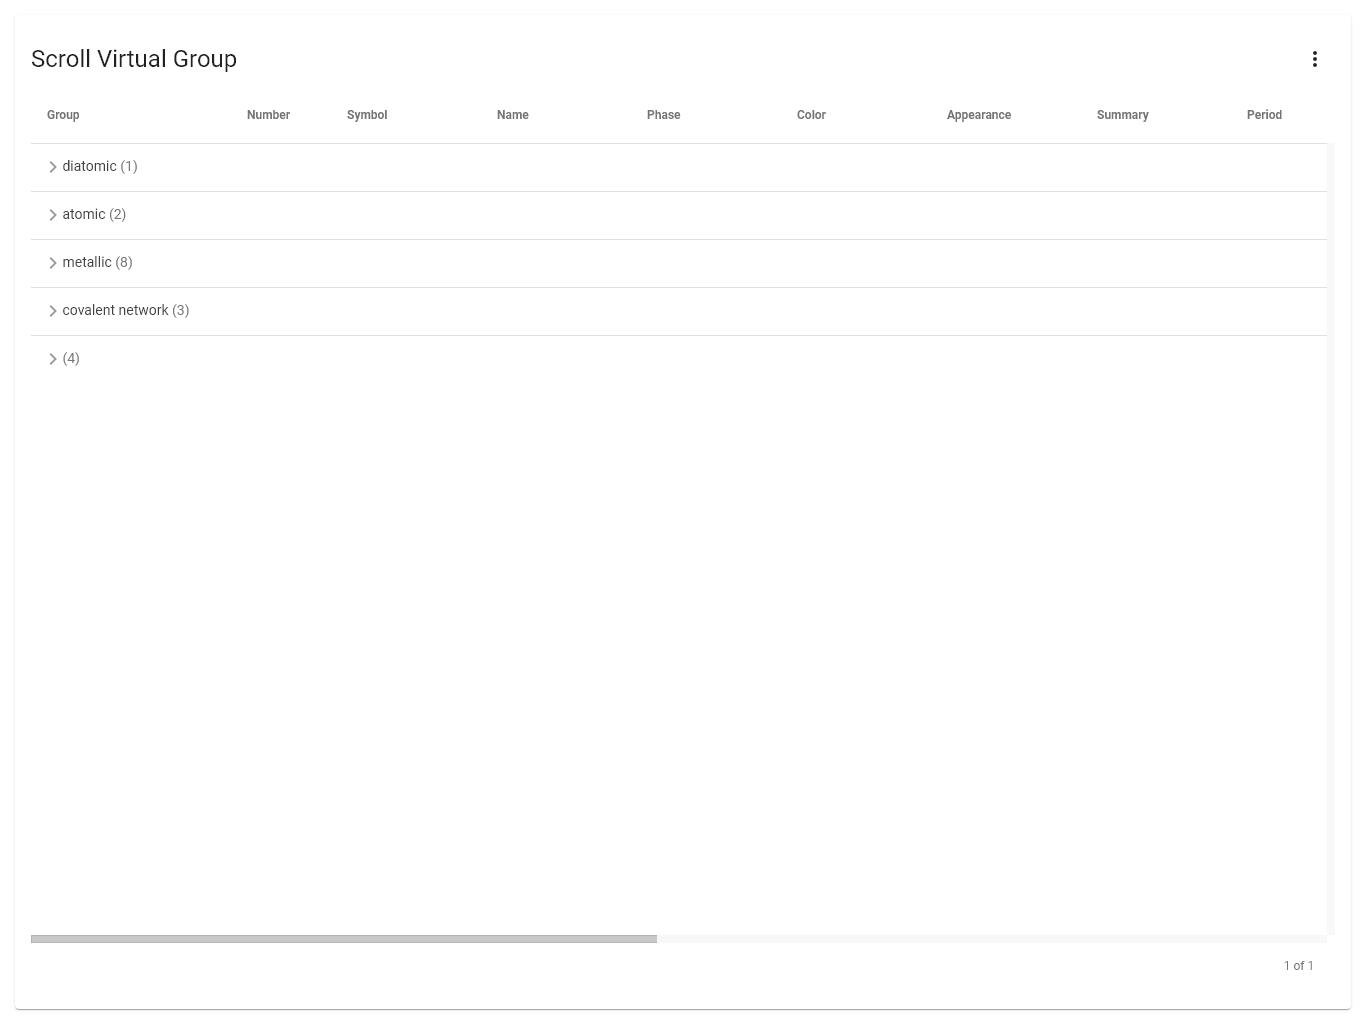 Scroll Virtual Group
Group Number Symbol Name Phase Color Appearance Summary Period
diatomic (1)
atomic (2)
metallic (8)
covalent network (3)
(4)
1 of 1